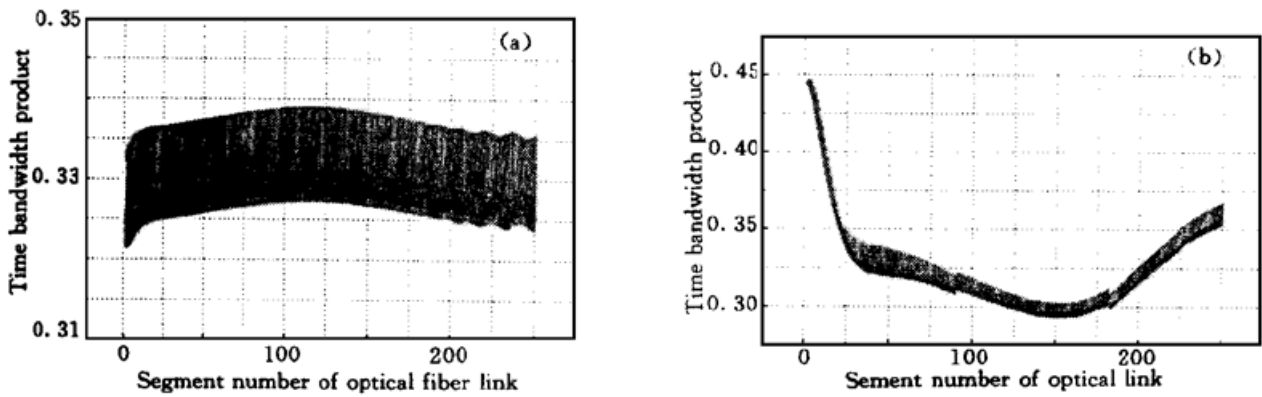 (a)
Time bandwidth product
0.35
0.33
0.31
0 100 200
Segment number of optical fiber link
(b)
Time bandwidth product
0.45
0.40
0.35
0.30
0 100 200
Sement number of optical link